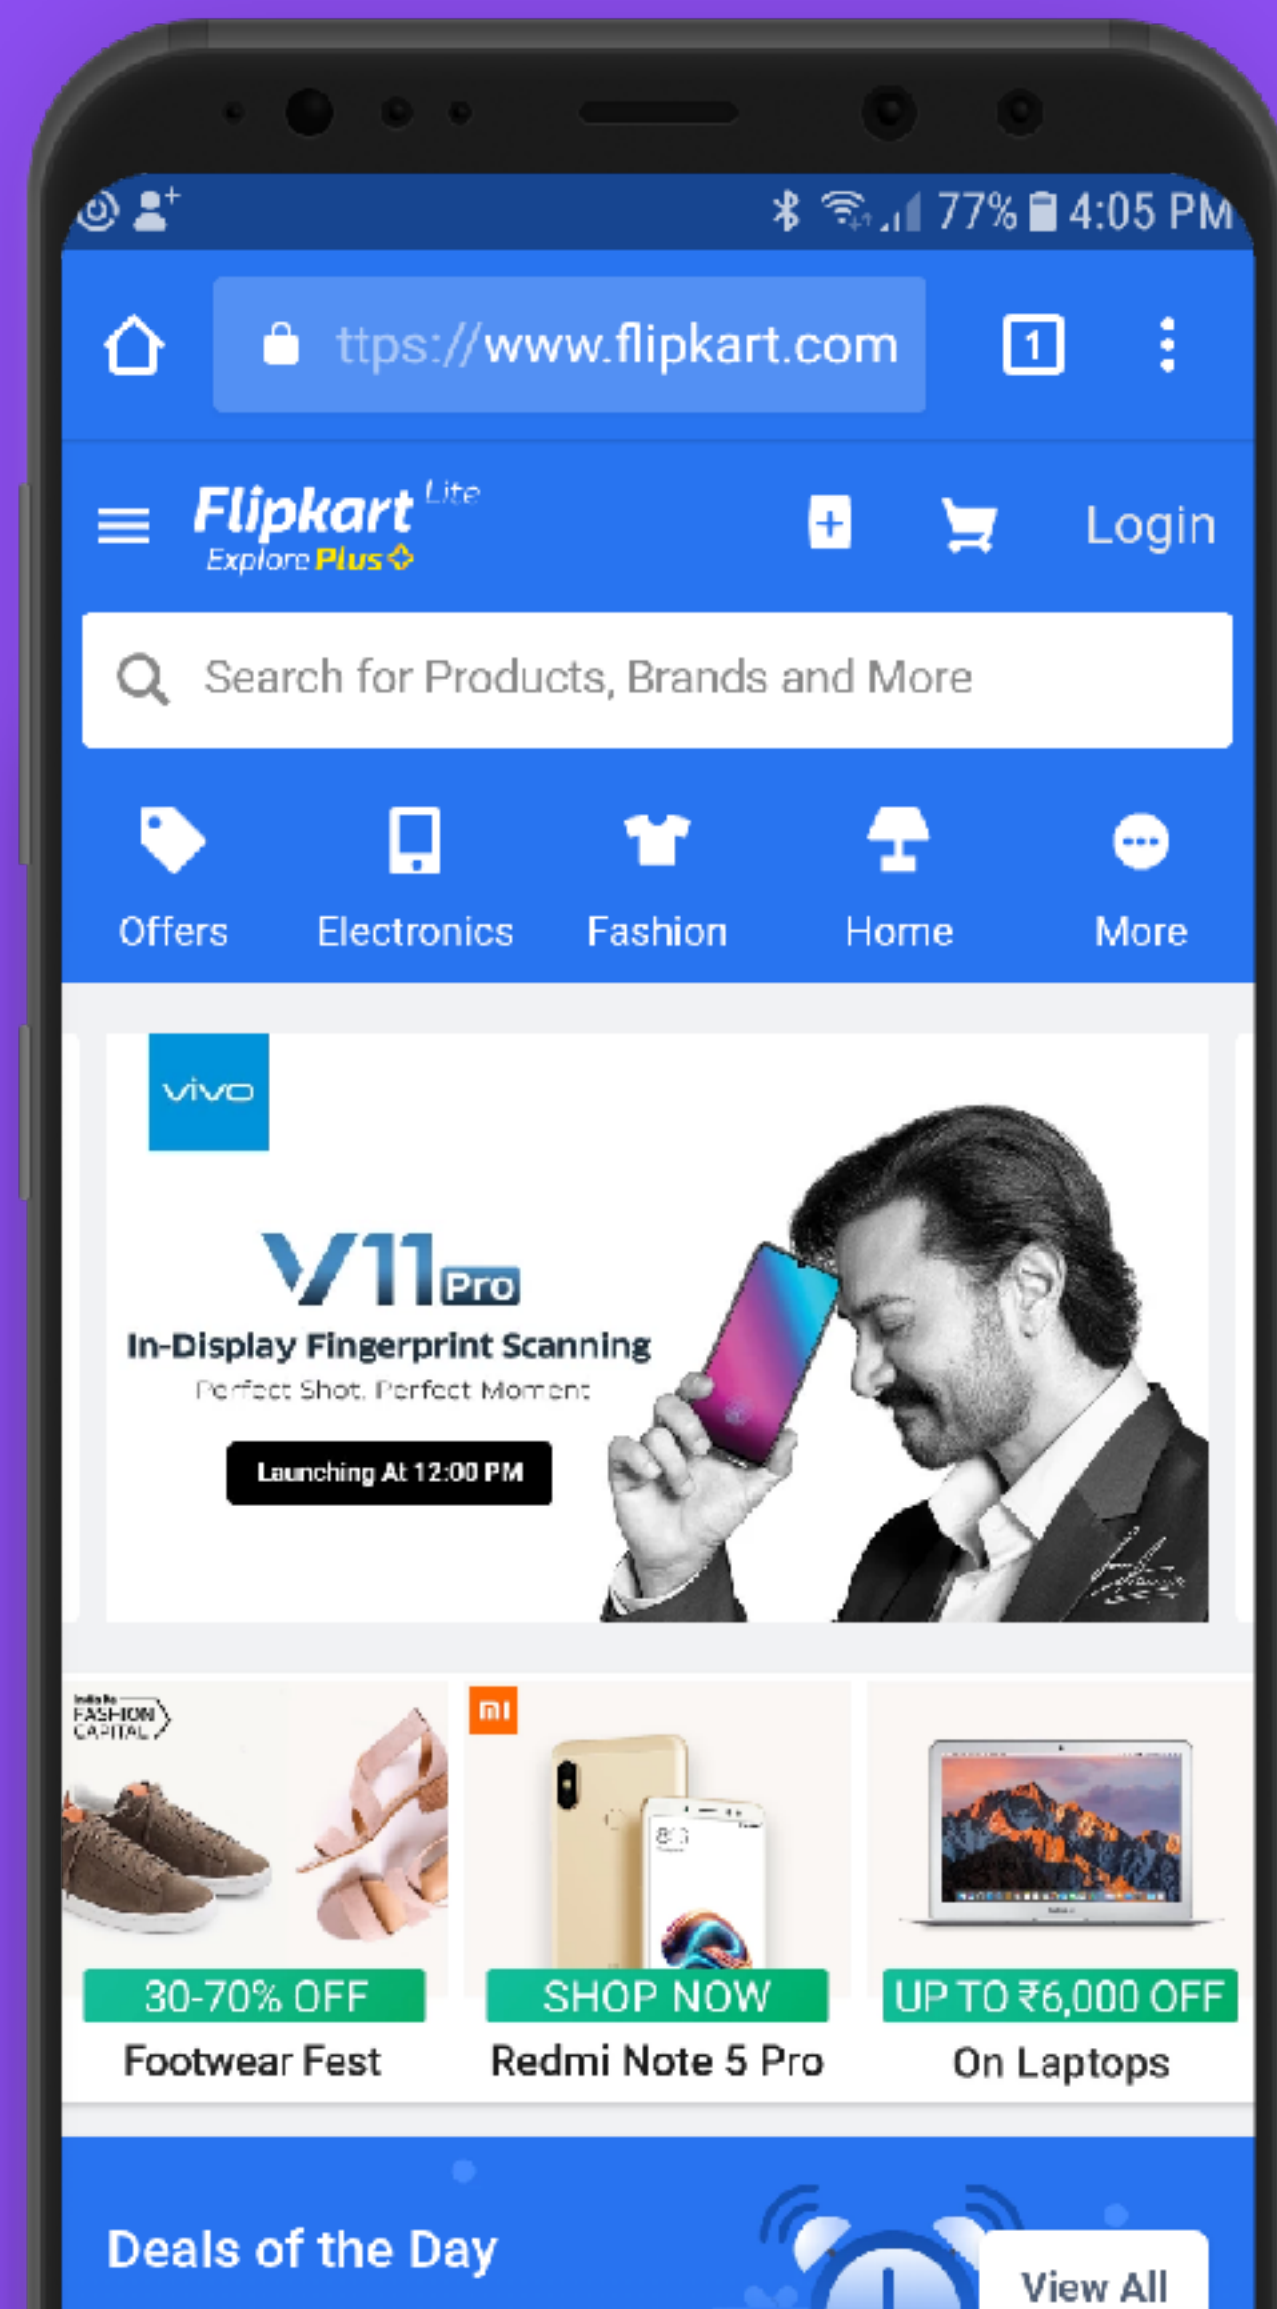 77% 4:05 PM
ttps://www.flipkart.com
1
Flipkart Lite
Explore Plus
Login
Search for Products, Brands and More
Offers
Electronics
Fashion
Home
More
vivo
V11 Pro
In-Display Fingerprint Scanning
Perfect Shot, Perfect Moment
Launching At 12:00 PM
India Ka
FASHION
CAPITAL
MI
30-70% OFF
SHOP NOW
UP TO ₹6,000 OFF
Footwear Fest
Redmi Note 5 Pro
On Laptops
Deals of the Day
View All